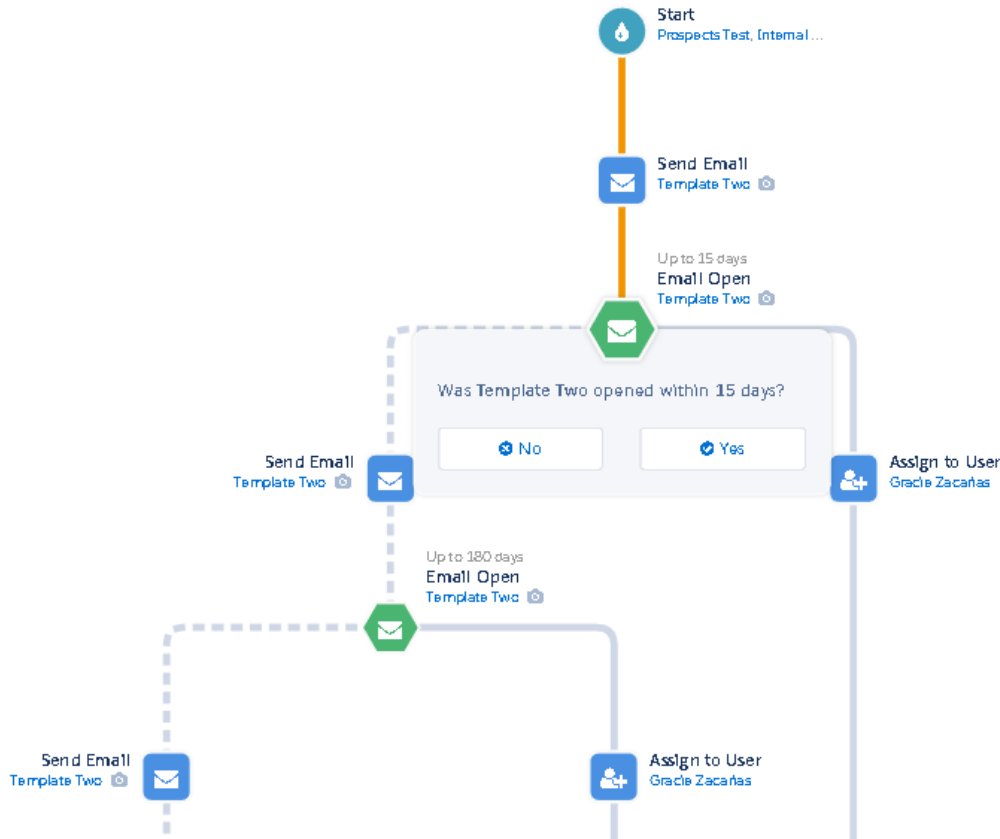 Start
Prospects Test, Internal ...
Send Email
Template Two
Up to 15 days
Email Open
Template Two
Was Template Two opened within 15 days?
No
Yes
Send Email
Template Two
Assign to User
Gracie Zacarias
Up to 180 days
Email Open
Template Two
Send Email
Template Two
Assign to User
Gracie Zacarias